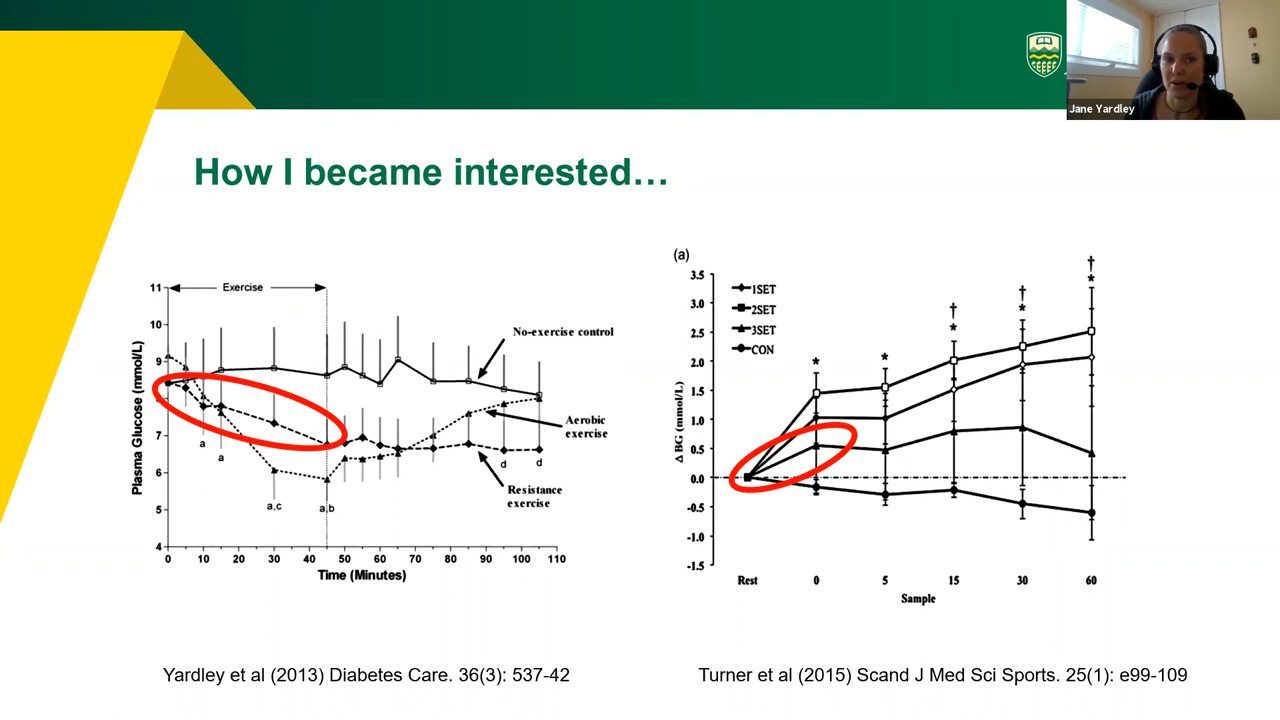 Jane Yardley
How I became interested…
Exercise
11
10
9
7
6
5
4
0
10
20
30
40
50
60
70
80
90
100
110
Plasma Glucose (mmol/L)
Time (Minutes)
No-exercise control
Aerobic
exercise
Resistance
exercise
a
a
a,c
a,b
d
d
(a)
1SET
2SET
3SET
CON
3.5
3.0
2.5
2.0
1.5
1.0
0.5
0.0
-0.5
-1.0
-1.5
Δ BG (mmol/L)
*
*
†
*
†
*
†
*
Rest
0
5
15
30
60
Sample
Yardley et al (2013) Diabetes Care. 36(3): 537-42
Turner et al (2015) Scand J Med Sci Sports. 25(1): e99-109